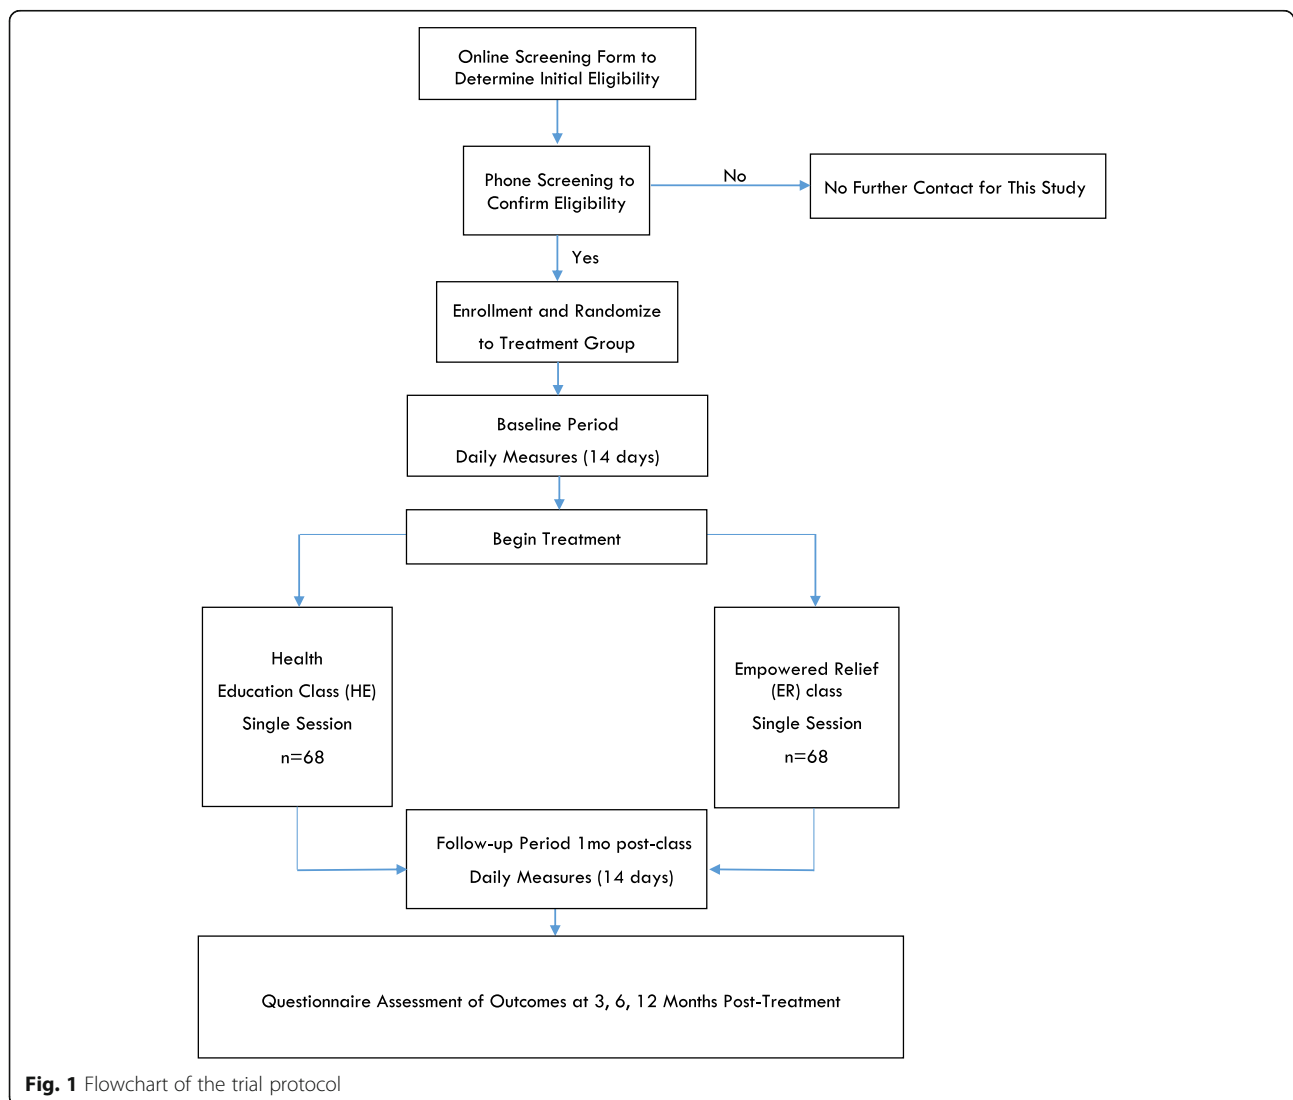 Online Screening Form to
Determine Initial Eligibility
Phone Screening to
Confirm Eligibility
No
No Further Contact for This Study
Yes
Enrollment and Randomize
to Treatment Group
Baseline Period
Daily Measures (14 days)
Begin Treatment
Health
Education Class (HE)
Single Session
n=68
Empowered Relief
(ER) class
Single Session
n=68
Follow-up Period 1mo post-class
Daily Measures (14 days)
Questionnaire Assessment of Outcomes at 3, 6, 12 Months Post-Treatment
Fig. 1 Flowchart of the trial protocol